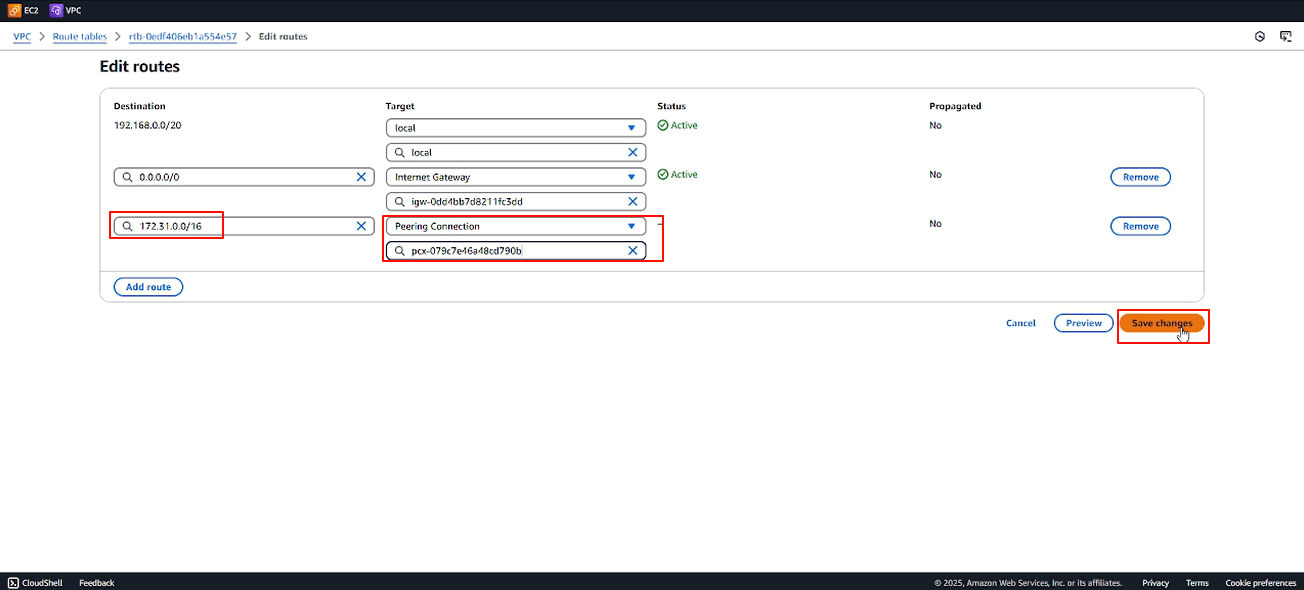 EC2 VPC
VPC > Route tables > rtb-0edf406eb1a554e57 > Edit routes
Edit routes
Destination Target Status Propagated
192.168.0.0/20 local Active No
local
0.0.0.0/0 Internet Gateway Active No Remove
igw-0dd4bb7d8211fc3dd
172.31.0.0/16 Peering Connection - No Remove
pcx-079c7e46a48cd790b
Add route
Cancel Preview Save changes
CloudShell Feedback © 2025, Amazon Web Services, Inc. or its affiliates. Privacy Terms Cookie preferences